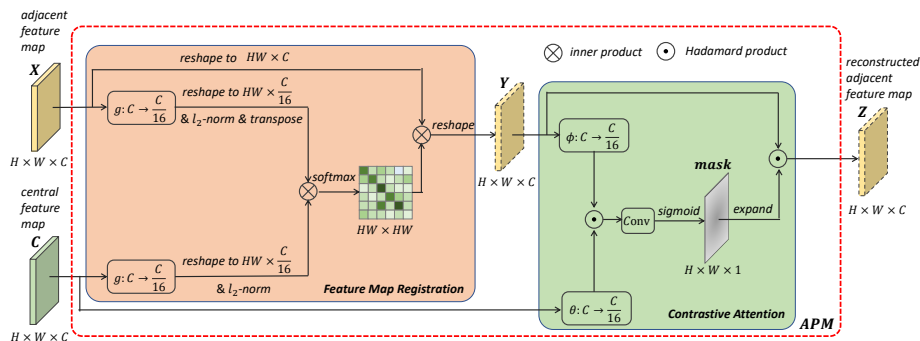 adjacent
feature
map
X
H × W × C
central
feature
map
C
H × W × C
reshape to HW × C
g: C → C/16
reshape to HW × C/16
& l₂-norm & transpose
softmax
HW × HW
g: C → C/16
reshape to HW × C/16
& l₂-norm
Feature Map Registration
reshape
⊗ inner product
⊙ Hadamard product
Y
H × W × C
ϕ: C → C/16
Conv
sigmoid
mask
expand
H × W × 1
θ: C → C/16
Contrastive Attention
APM
reconstructed
adjacent
feature map
Z
H × W × C